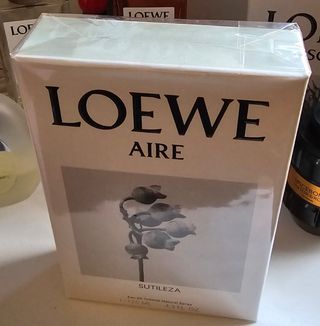 LOEWE
LOEWE
LOEWE
AIRE
SUTILEZA
Eau de Toilette Natural Spray